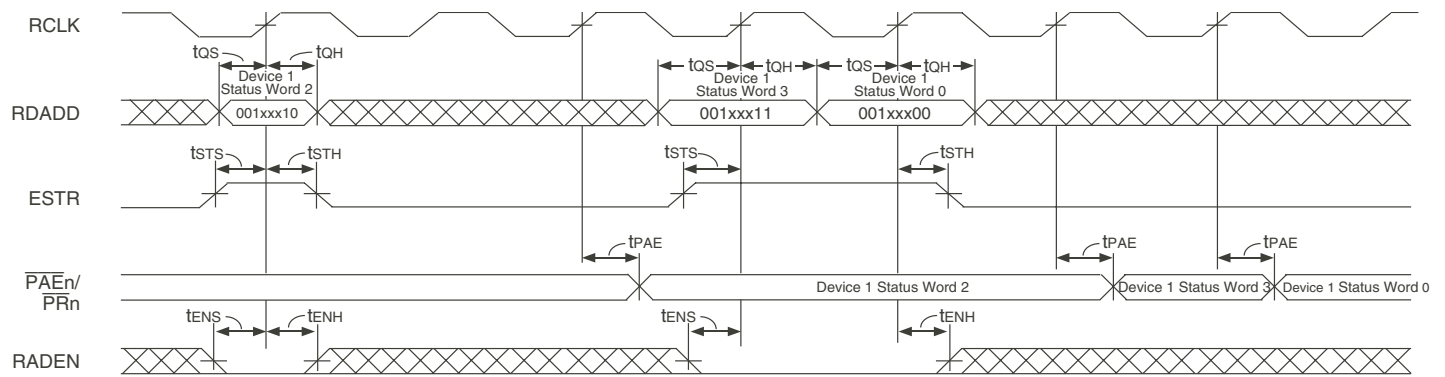 RCLK
tQS tQH
Device 1
Status Word 2
tQS tQH tQS tQH
Device 1
Status Word 3
Device 1
Status Word 0
RDADD
001xxx10
001xxx11
001xxx00
tSTS tSTH
tSTS tSTH
ESTR
tPAE
tPAE
tPAE
PAEn/
PRn
Device 1 Status Word 2
Device 1 Status Word 3
Device 1 Status Word 0
tENS tENH
tENS tENH
RADEN